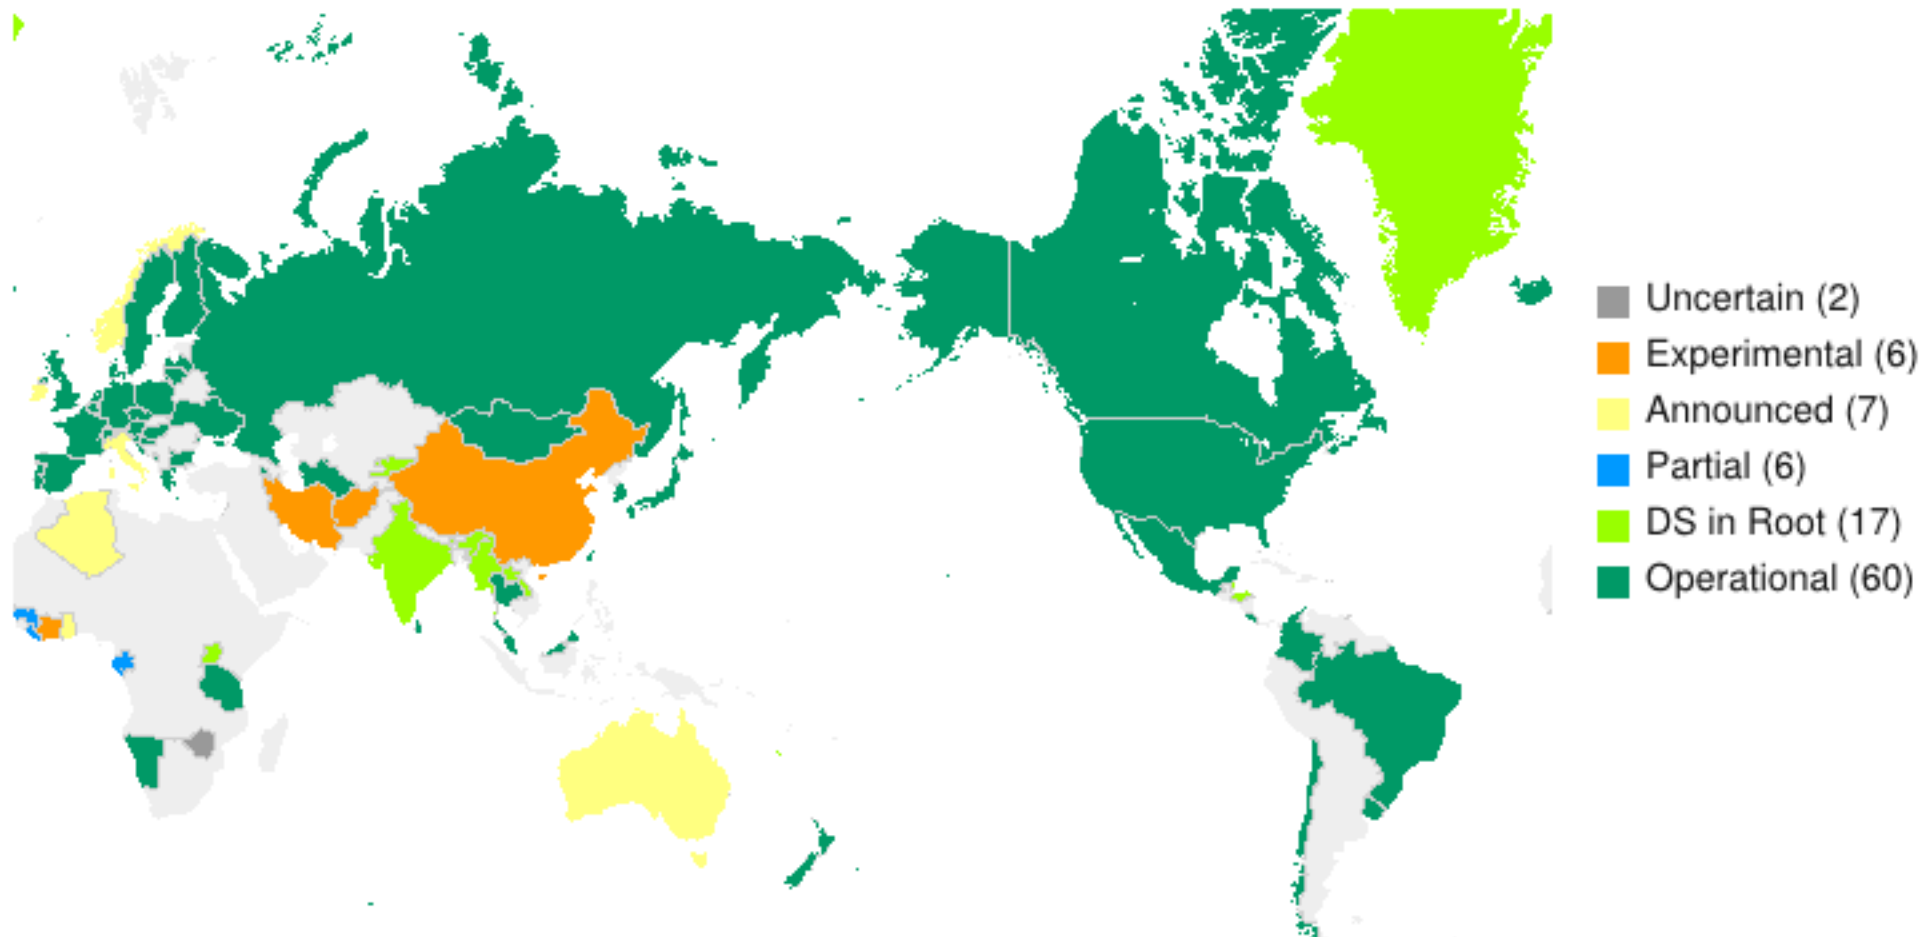 Uncertain (2)
Experimental (6)
Announced (7)
Partial (6)
DS in Root (17)
Operational (60)